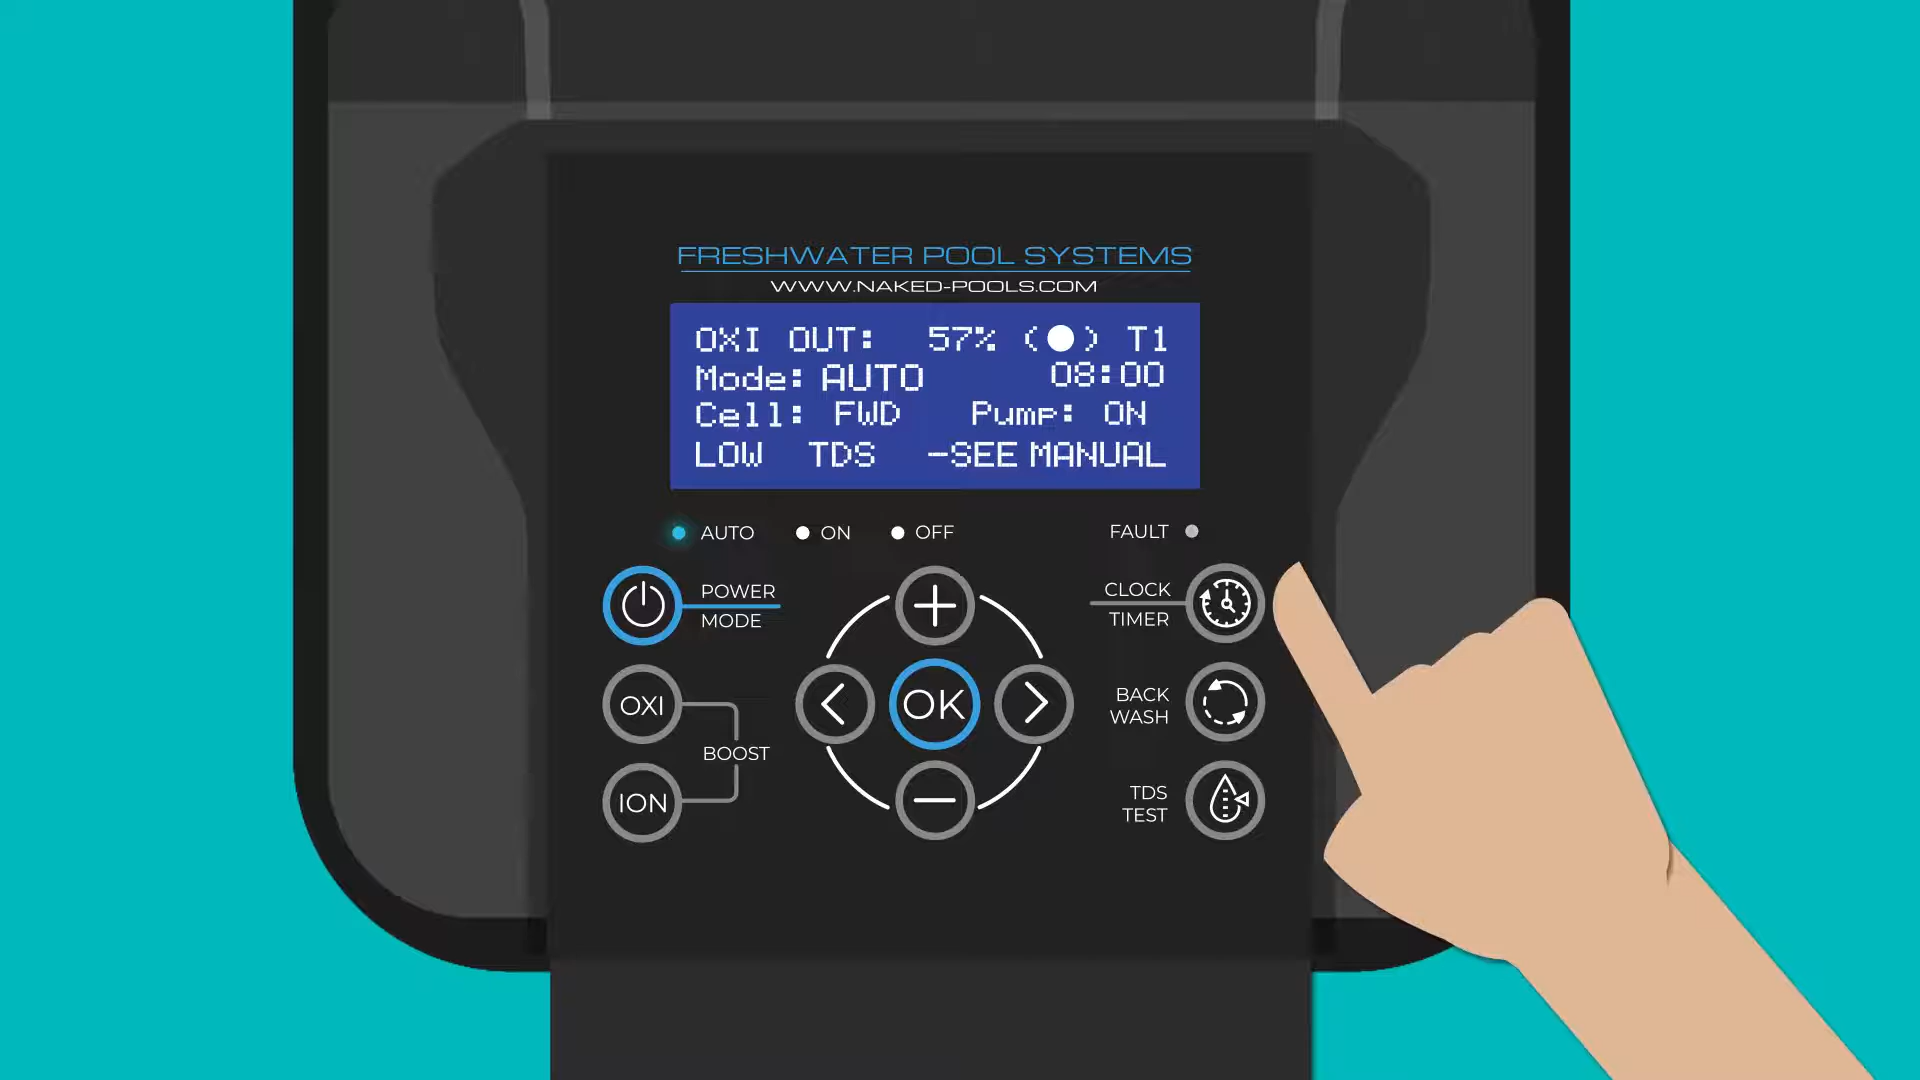 FRESHWATER POOL SYSTEMS
WWW.NAKED-POOLS.COM
OXI OUT: 57% (●) T1
Mode: AUTO 08:00
Cell: FWD Pump: ON
LOW TDS -SEE MANUAL
AUTO ON OFF FAULT
POWER
MODE
CLOCK
TIMER
OXI
OK
BACK
WASH
BOOST
ION
TDS
TEST